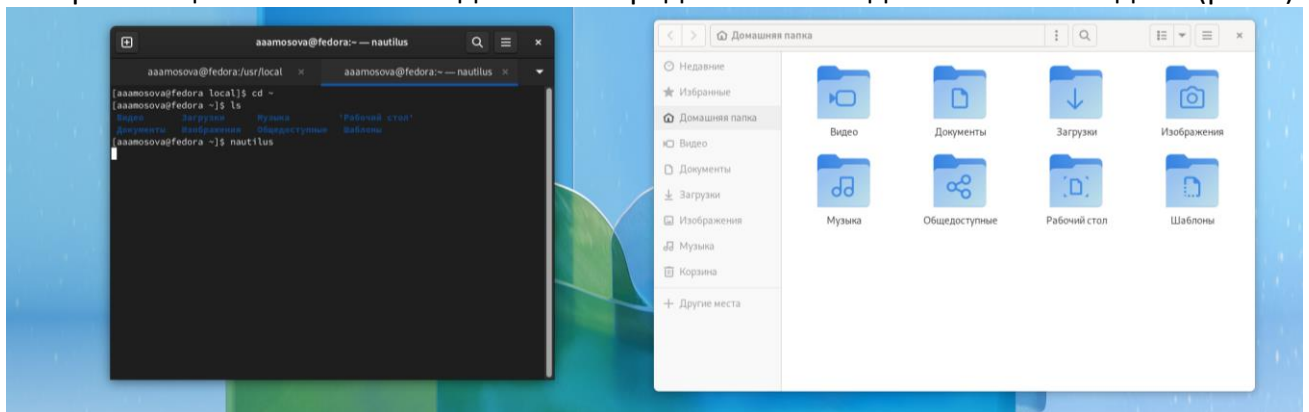 aaamosova@fedora:~ — nautilus
aaamosova@fedora:/usr/local
aaamosova@fedora:~ — nautilus
[aaamosova@fedora local]$ cd ~
[aaamosova@fedora ~]$ ls
Видео Загрузки Музыка 'Рабочий стол'
Документы Изображения Общедоступные Шаблоны
[aaamosova@fedora ~]$ nautilus
Домашняя папка
Недавние
Избранные
Домашняя папка
Видео
Документы
Загрузки
Изображения
Музыка
Корзина
Другие места
Видео Документы Загрузки Изображения
Музыка Общедоступные Рабочий стол Шаблоны